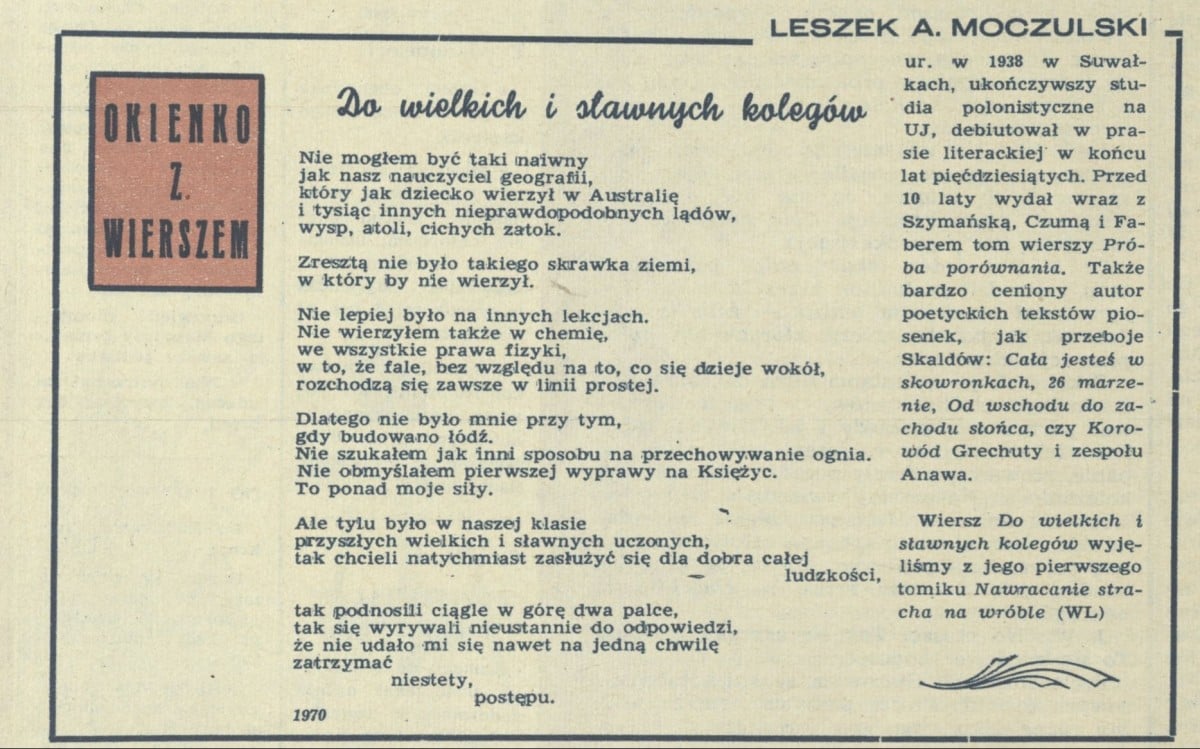 LESZEK A. MOCZULSKI
OKIENKO
Z
WIERSZEM
Do wielkich i sławnych kolegów
Nie mogłem być taki naiwny
jak nasz nauczyciel geografii,
który jak dziecko wierzył w Australię
i tysiąc innych nieprawdopodobnych lądów,
wysp, atoli, cichych zatok.
Zresztą nie było takiego skrawka ziemi,
w który by nie wierzył.
Nie lepiej było na innych lekcjach.
Nie wierzyłem także w chemię,
we wszystkie prawa fizyki,
w to, że fale, bez względu na to, co się dzieje wokół,
rozchodzą się zawsze w linii prostej.
Dlatego nie było mnie przy tym,
gdy budowano łódź.
Nie szukałem jak inni sposobu na przechowywanie ognia.
Nie obmyślałem pierwszej wyprawy na Księżyc.
To ponad moje siły.
Ale tylu było w naszej klasie
przyszłych wielkich i sławnych uczonych,
tak chcieli natychmiast zasłużyć się dla dobra całej
ludzkości,
tak podnosili ciągle w górę dwa palce,
tak się wyrywali nieustannie do odpowiedzi,
że nie udało mi się nawet na jedną chwilę
zatrzymać
niestety,
postępu.
1970
ur. w 1938 w Suwał-
kach, ukończywszy stu-
dia polonistyczne na
UJ, debiutował w pra-
sie literackiej w końcu
lat pięćdziesiątych. Przed
10 laty wydał wraz z
Szymańską, Czumą i Fa-
berem tom wierszy Pró-
ba porównania. Także
bardzo ceniony autor
poetyckich tekstów pio-
senek, jak przeboje
Skaldów: Cała jesteś w
skowronkach, 26 marze-
nie, Od wschodu do za-
chodu słońca, czy Koro-
wód Grechuty i zespołu
Anawa.
Wiersz Do wielkich i
sławnych kolegów wyję-
liśmy z jego pierwszego
tomiku Nawracanie stra-
cha na wróble (WL)